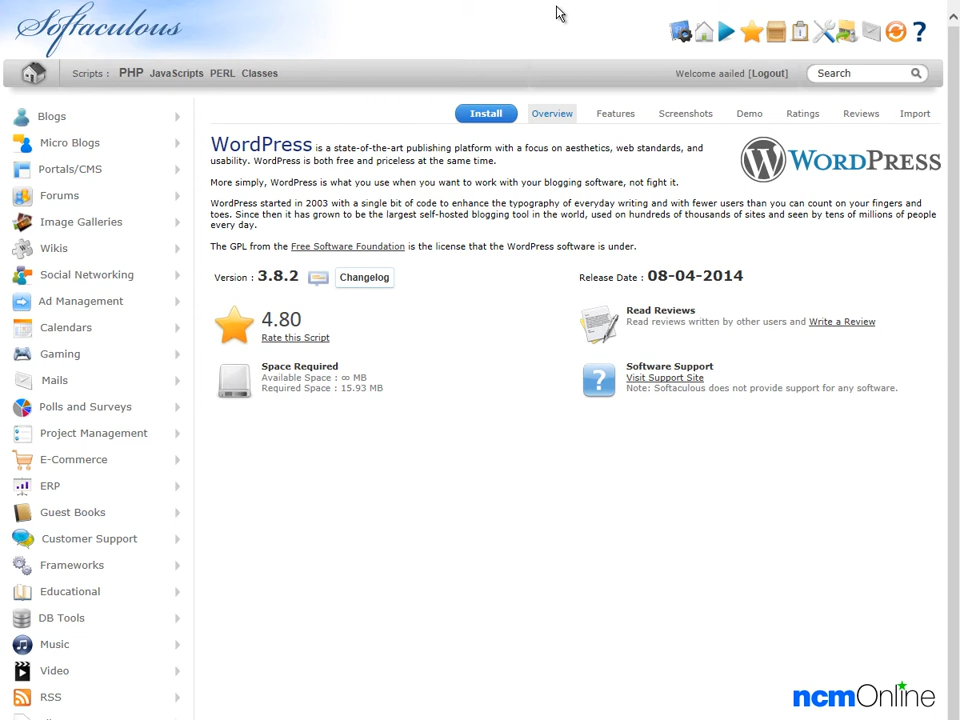 Softaculous
Scripts : PHP JavaScripts PERL Classes
Welcome aailed [Logout]
Search
Blogs
Micro Blogs
Portals/CMS
Forums
Image Galleries
Wikis
Social Networking
Ad Management
Calendars
Gaming
Mails
Polls and Surveys
Project Management
E-Commerce
ERP
Guest Books
Customer Support
Frameworks
Educational
DB Tools
Music
Video
RSS
Install Overview Features Screenshots Demo Ratings Reviews Import
WordPress is a state-of-the-art publishing platform with a focus on aesthetics, web standards, and
usability. WordPress is both free and priceless at the same time.
WORDPRESS
More simply, WordPress is what you use when you want to work with your blogging software, not fight it.
WordPress started in 2003 with a single bit of code to enhance the typography of everyday writing and with fewer users than you can count on your fingers and
toes. Since then it has grown to be the largest self-hosted blogging tool in the world, used on hundreds of thousands of sites and seen by tens of millions of people
every day.
The GPL from the Free Software Foundation is the license that the WordPress software is under.
Version : 3.8.2 Changelog
Release Date : 08-04-2014
4.80
Rate this Script
Read Reviews
Read reviews written by other users and Write a Review
Space Required
Available Space : ∞ MB
Required Space : 15.93 MB
Software Support
Visit Support Site
Note: Softaculous does not provide support for any software.
ncmOnline